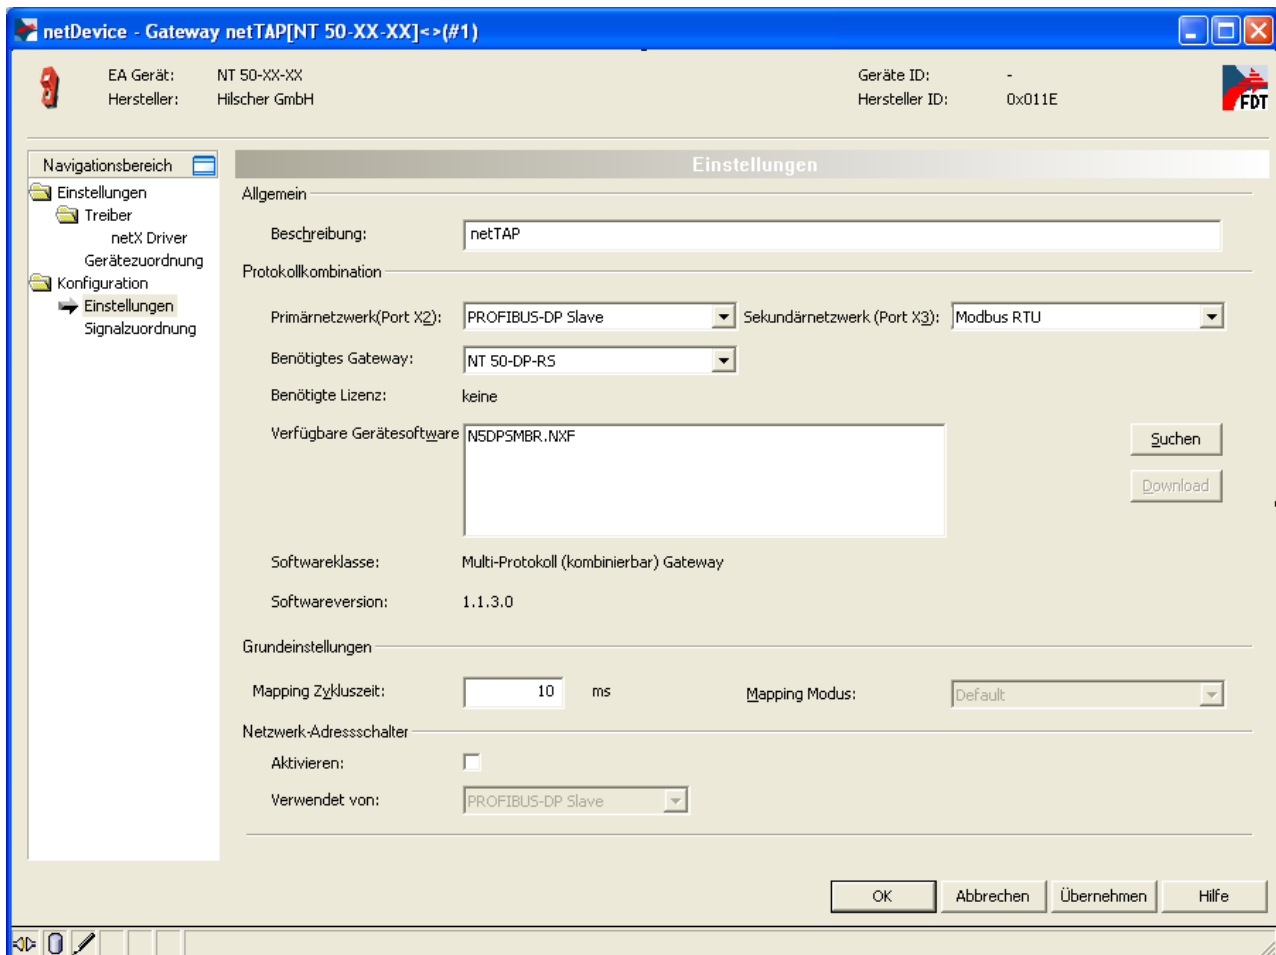 netDevice - Gateway netTAP[NT 50-XX-XX]<>(#1)
EA Gerät: NT 50-XX-XX Geräte ID: -
Hersteller: Hilscher GmbH Hersteller ID: 0x011E
FDT
Navigationsbereich
Einstellungen
Treiber
netX Driver
Gerätezuordnung
Konfiguration
Einstellungen
Signalzuordnung
Einstellungen
Allgemein
Beschreibung: netTAP
Protokollkombination
Primärnetzwerk(Port X2): PROFIBUS-DP Slave Sekundärnetzwerk (Port X3): Modbus RTU
Benötigtes Gateway: NT 50-DP-RS
Benötigte Lizenz: keine
Verfügbare Gerätesoftware N5DPSMBR.NXF
Suchen
Download
Softwareklasse: Multi-Protokoll (kombinierbar) Gateway
Softwareversion: 1.1.3.0
Grundeinstellungen
Mapping Zykluszeit: 10 ms Mapping Modus: Default
Netzwerk-Adressschalter
Aktivieren:
Verwendet von: PROFIBUS-DP Slave
OK Abbrechen Übernehmen Hilfe